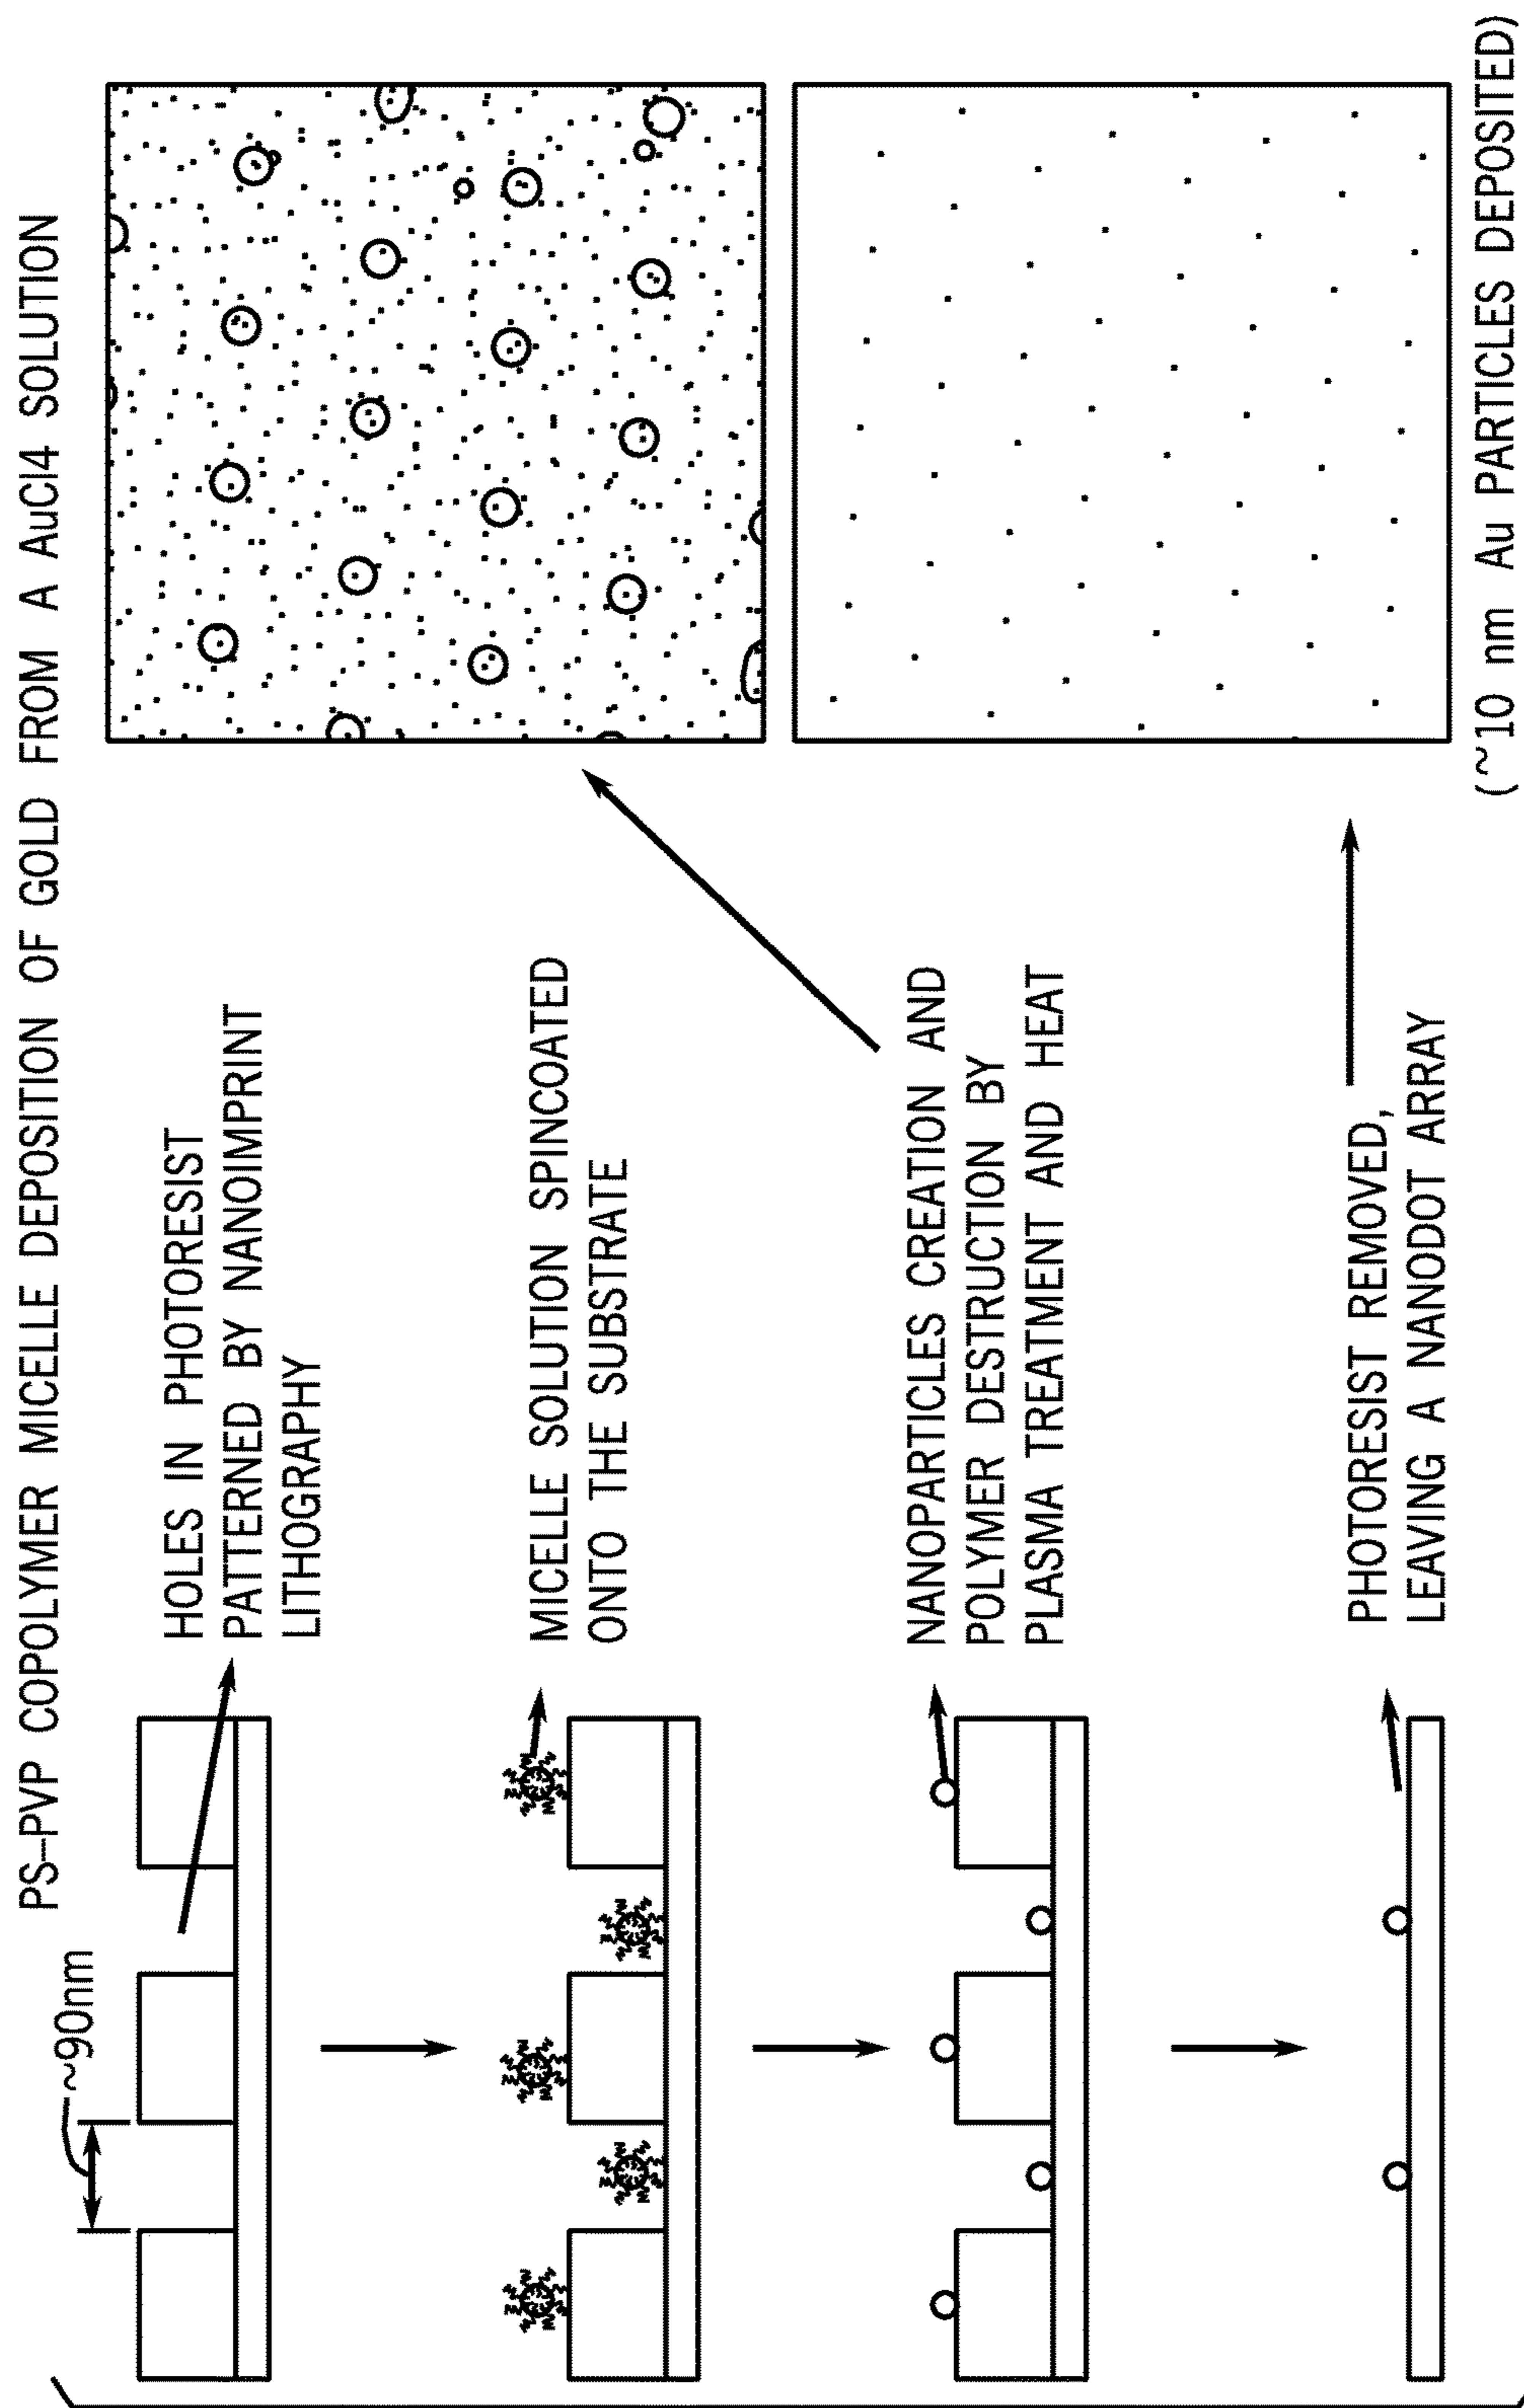 PS-PVP COPOLYMER MICELLE DEPOSITION OF GOLD FROM A AuCl4 SOLUTION
~90nm
HOLES IN PHOTORESIST
PATTERNED BY NANOIMPRINT
LITHOGRAPHY
MICELLE SOLUTION SPINCOATED
ONTO THE SUBSTRATE
NANOPARTICLES CREATION AND
POLYMER DESTRUCTION BY
PLASMA TREATMENT AND HEAT
PHOTORESIST REMOVED,
LEAVING A NANODOT ARRAY
(~10 nm Au PARTICLES DEPOSITED)